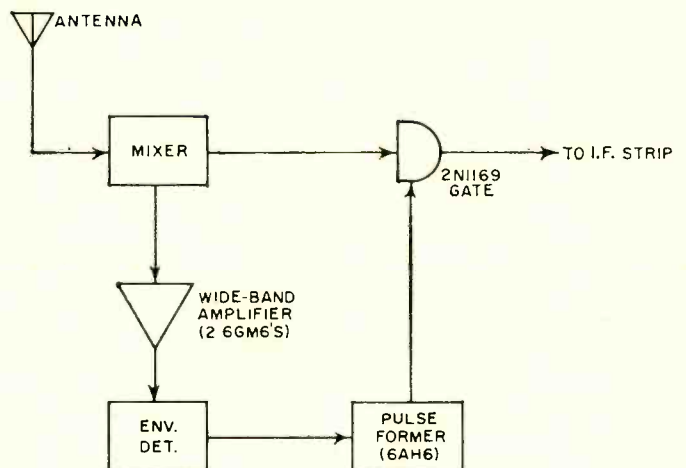 ANTENNA
MIXER
2N1169
GATE
TO I.F. STRIP
WIDE-BAND
AMPLIFIER
(2 6GM6'S)
ENV.
DET.
PULSE
FORMER
(6AH6)